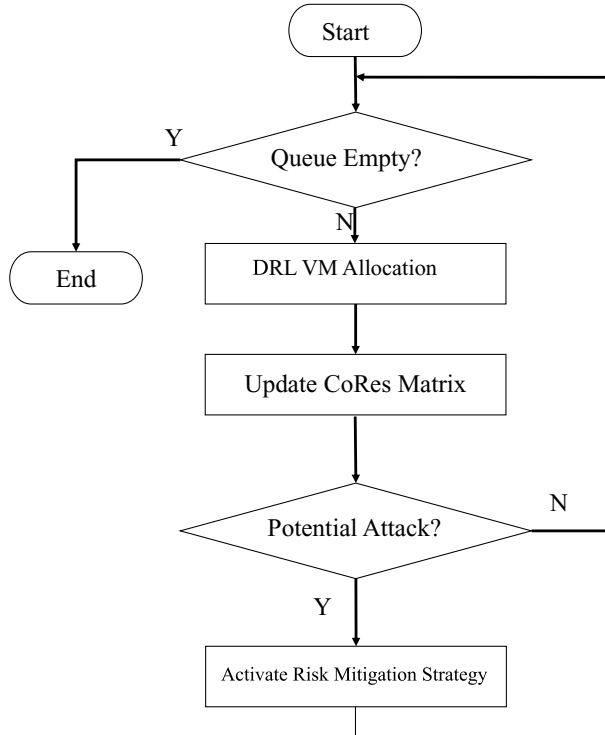 Start
Y
Queue Empty?
N
End
DRL VM Allocation
Update CoRes Matrix
Potential Attack?
N
Y
Activate Risk Mitigation Strategy